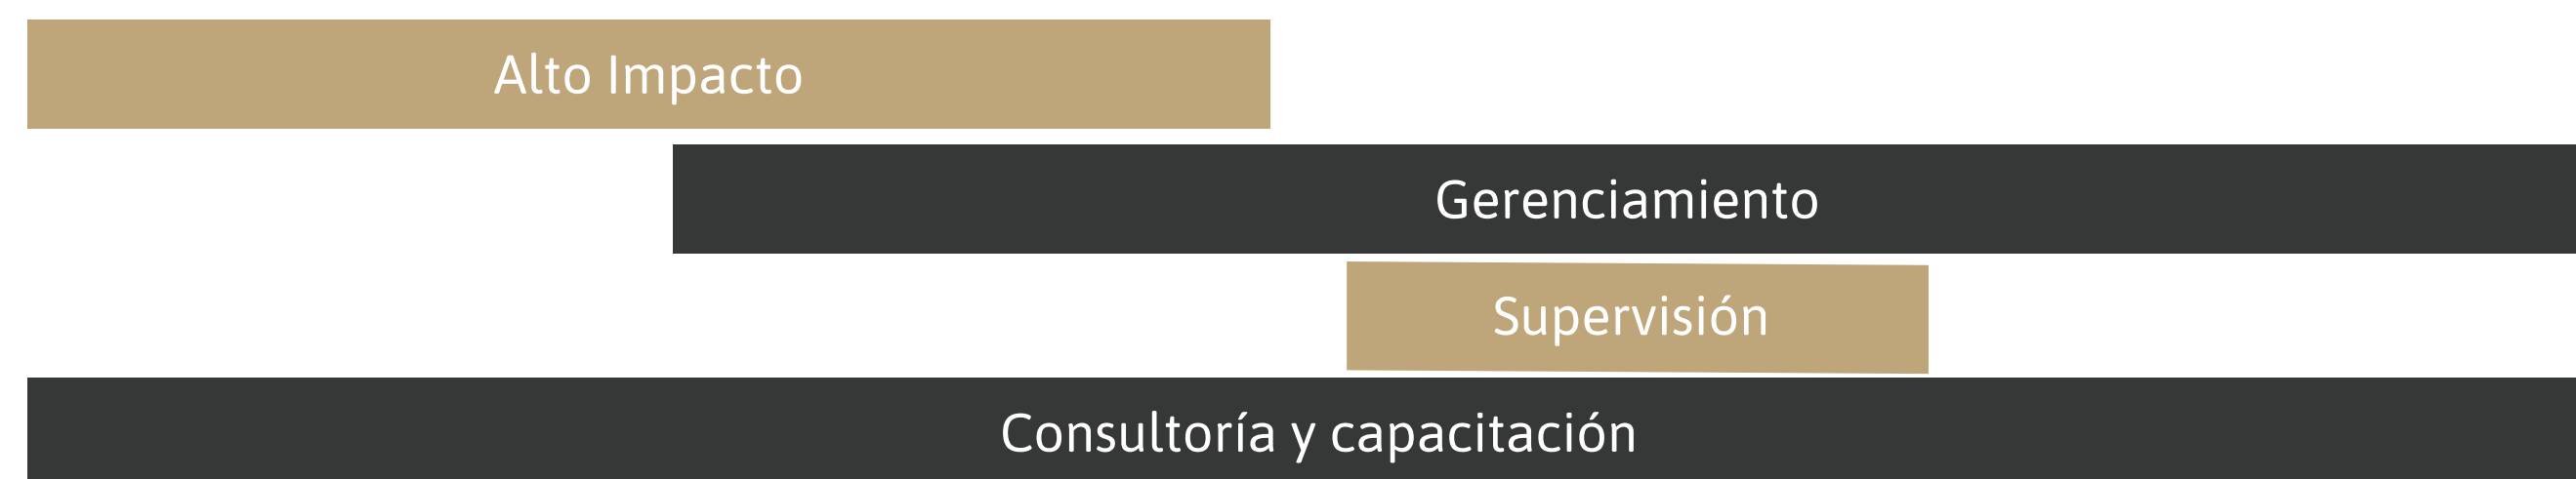 Alto Impacto
Gerenciamiento
Supervisión
Consultoría y capacitación